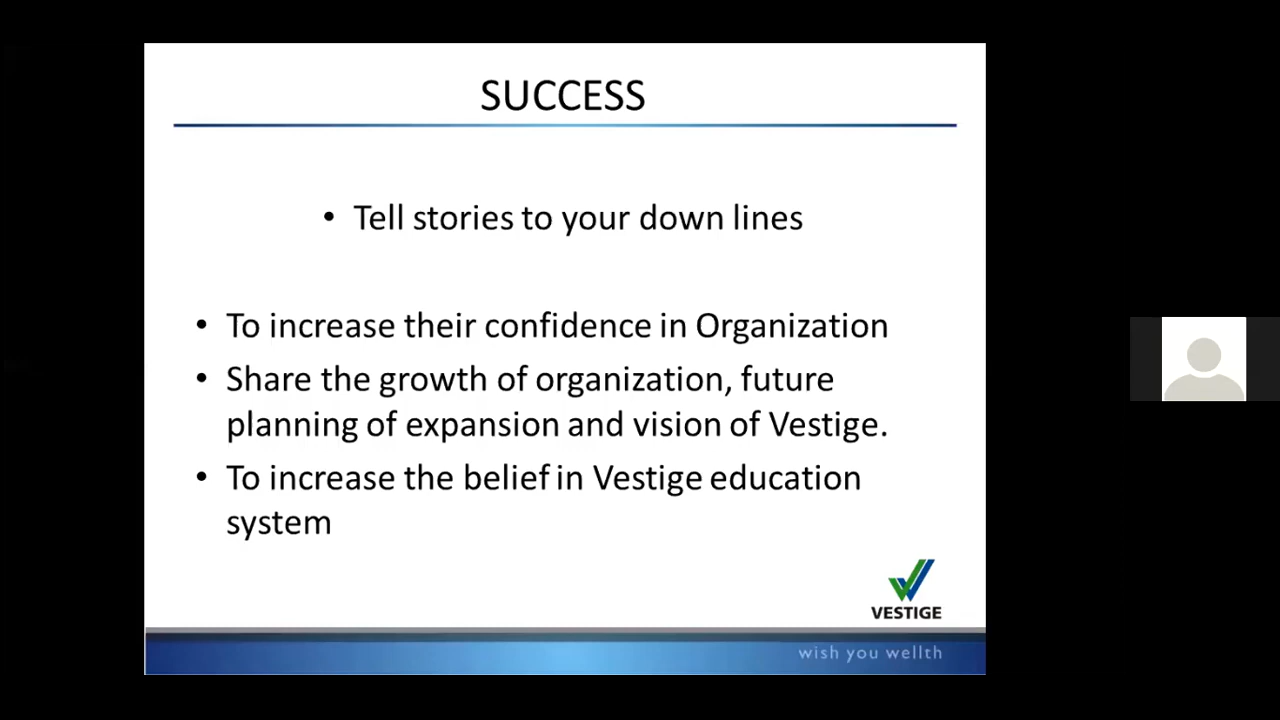 SUCCESS
• Tell stories to your down lines
• To increase their confidence in Organization
• Share the growth of organization, future
planning of expansion and vision of Vestige.
• To increase the belief in Vestige education
system
VESTIGE
wish you wellth